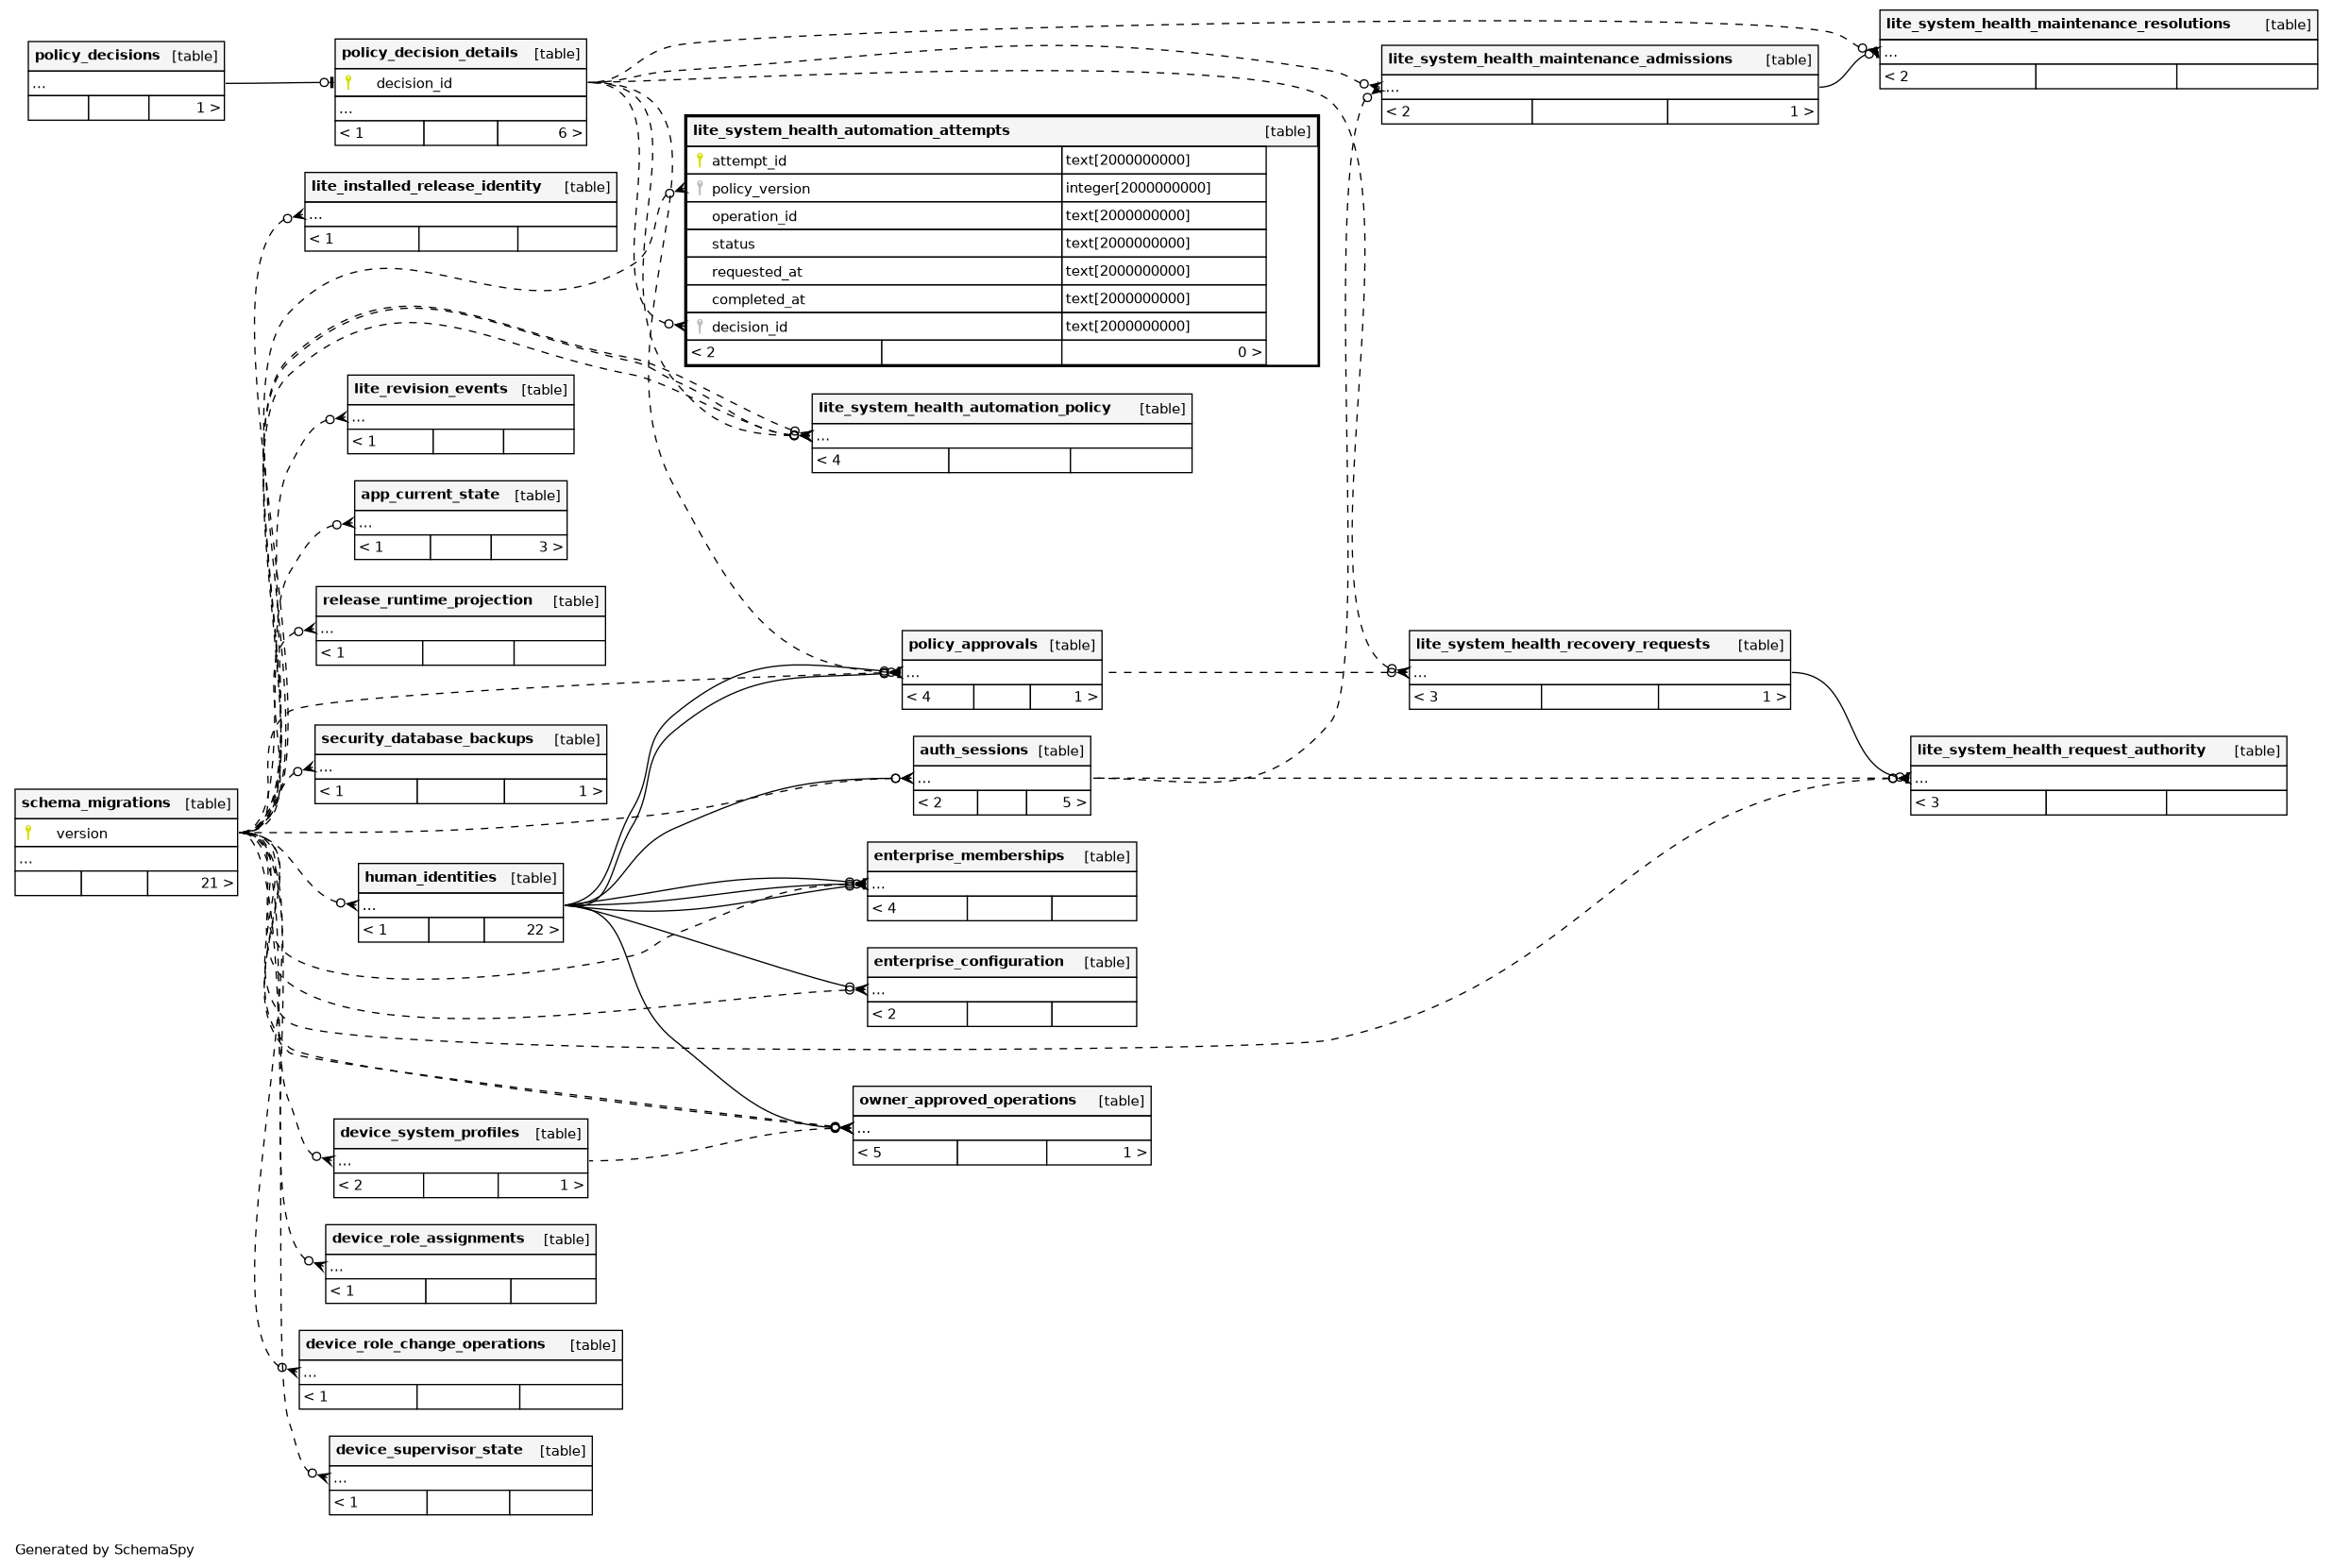 policy_decisions [table]
...
1 >
policy_decision_details [table]
decision_id
...
< 1 6 >
lite_system_health_maintenance_resolutions [table]
...
< 2
lite_system_health_maintenance_admissions [table]
...
< 2 1 >
lite_system_health_automation_attempts [table]
attempt_id text[2000000000]
policy_version integer[2000000000]
operation_id text[2000000000]
status text[2000000000]
requested_at text[2000000000]
completed_at text[2000000000]
decision_id text[2000000000]
< 2 0 >
lite_installed_release_identity [table]
...
< 1
lite_revision_events [table]
...
< 1
lite_system_health_automation_policy [table]
...
< 4
app_current_state [table]
...
< 1 3 >
release_runtime_projection [table]
...
< 1
policy_approvals [table]
...
< 4 1 >
lite_system_health_recovery_requests [table]
...
< 3 1 >
security_database_backups [table]
...
< 1 1 >
auth_sessions [table]
...
< 2 5 >
lite_system_health_request_authority [table]
...
< 3
schema_migrations [table]
version
...
21 >
human_identities [table]
...
< 1 22 >
enterprise_memberships [table]
...
< 4
enterprise_configuration [table]
...
< 2
owner_approved_operations [table]
...
< 5 1 >
device_system_profiles [table]
...
< 2 1 >
device_role_assignments [table]
...
< 1
device_role_change_operations [table]
...
< 1
device_supervisor_state [table]
...
< 1
Generated by SchemaSpy